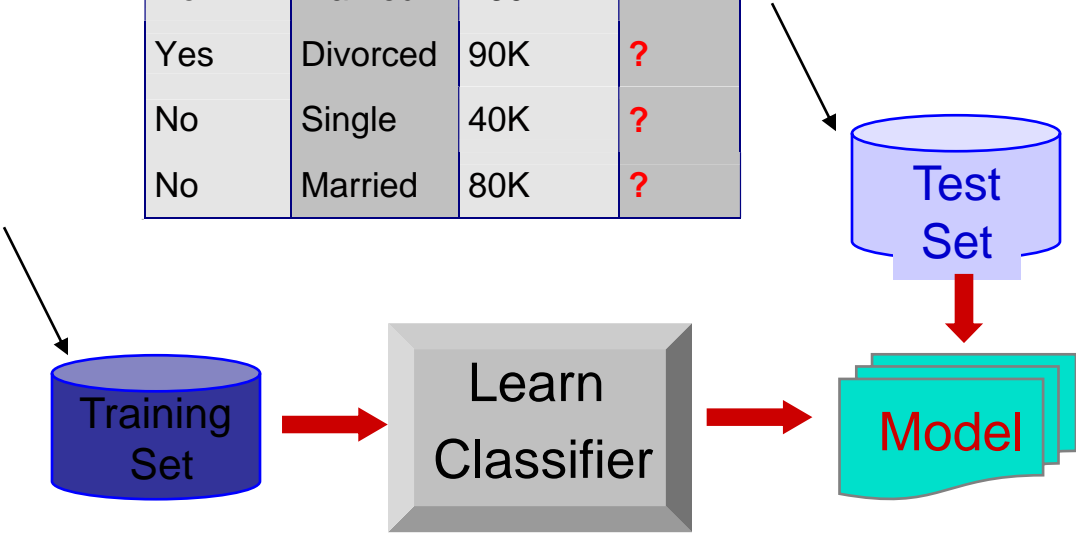 Yes Divorced 90K ?
No Single 40K ?
No Married 80K ?
Test
Set
Training
Set
Learn
Classifier
Model